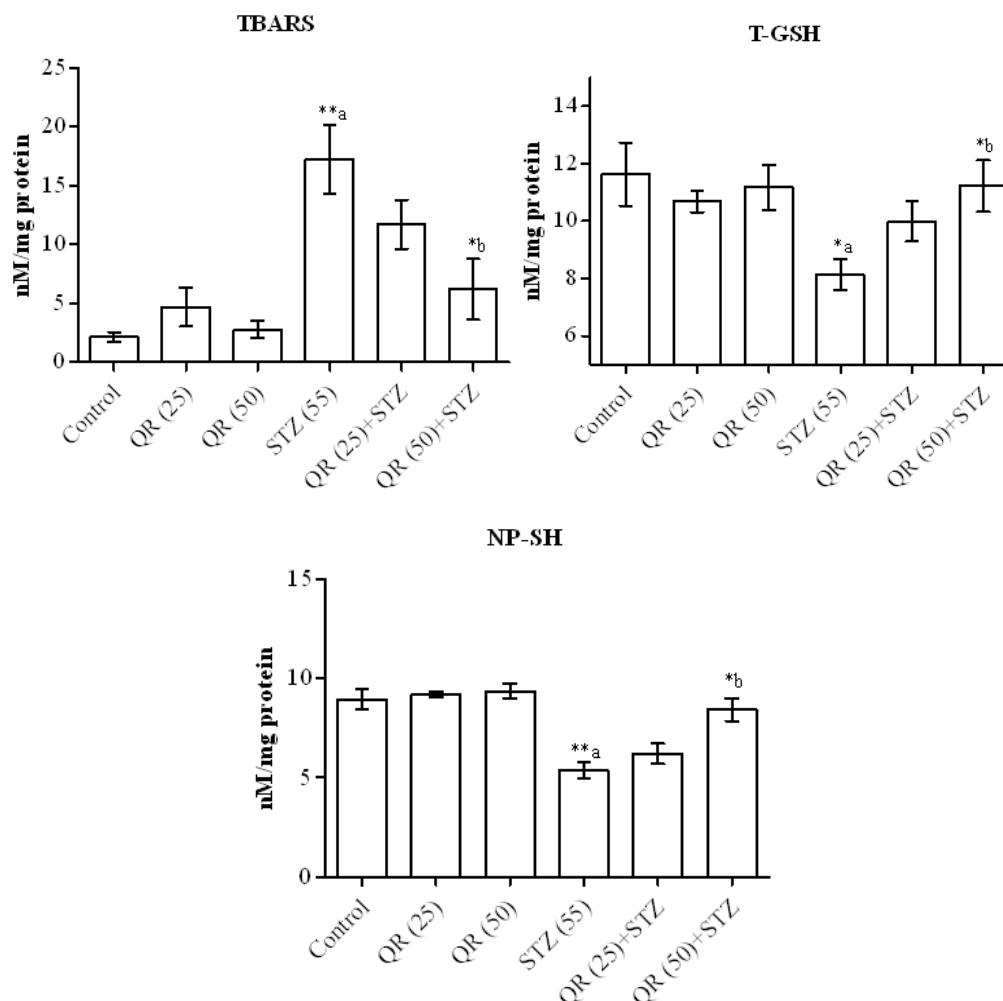 TBARS
nM/mg protein
25
20
15
10
5
0
**a
*b
Control
QR (25)
QR (50)
STZ (55)
QR (25)+STZ
QR (50)+STZ
T-GSH
nM/mg protein
14
12
10
8
6
*a
*b
Control
QR (25)
QR (50)
STZ (55)
QR (25)+STZ
QR (50)+STZ
NP-SH
nM/mg protein
15
10
5
0
**a
*b
Control
QR (25)
QR (50)
STZ (55)
QR (25)+STZ
QR (50)+STZ